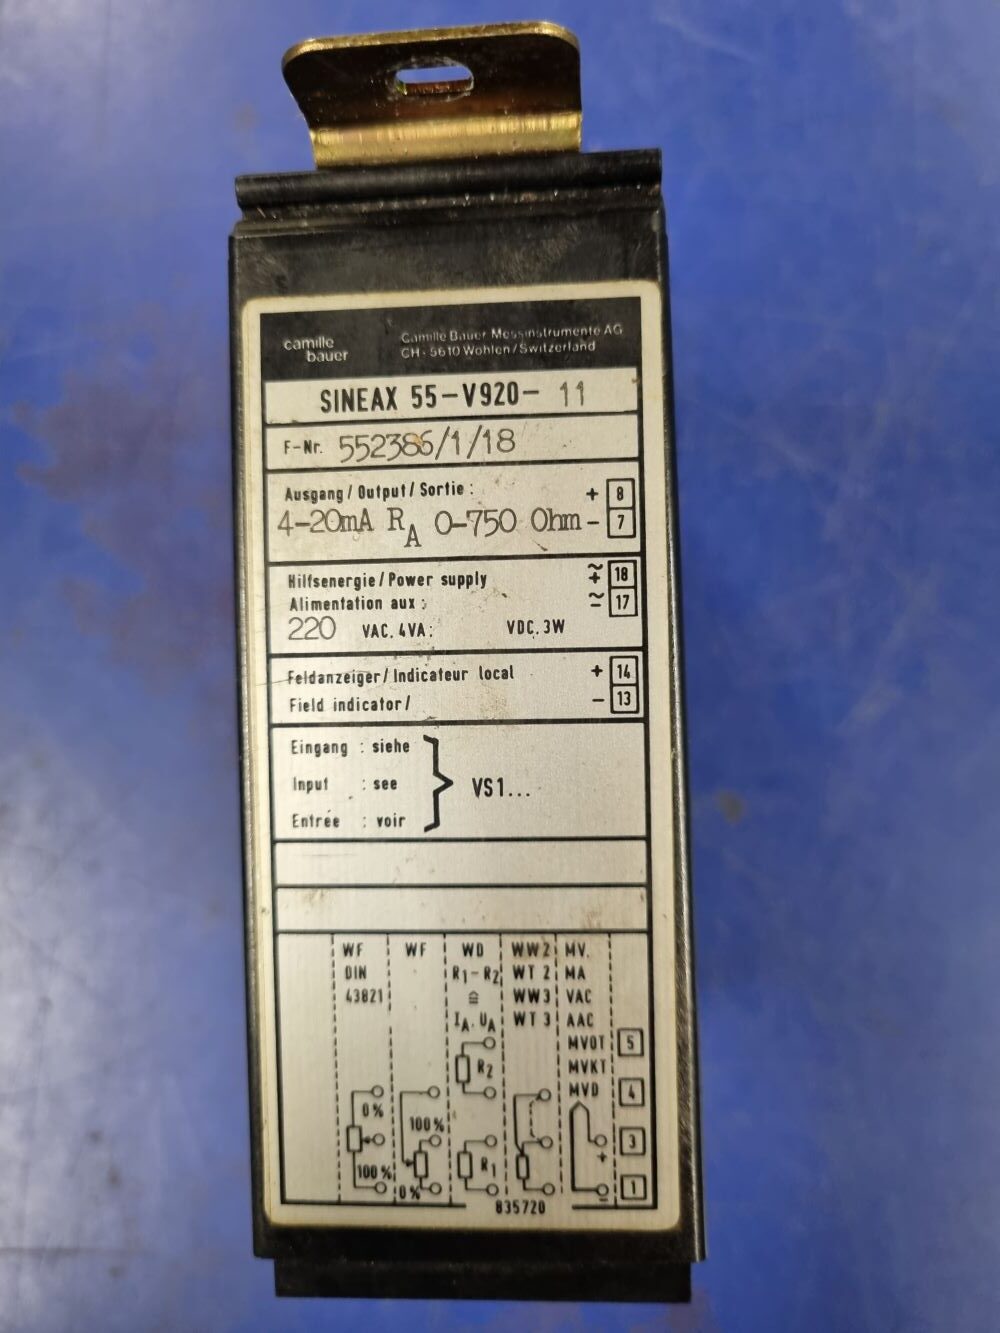 camille
bauer
Camille Bauer Messinstrumente AG
CH-5610 Wohlen/Switzerland
SINEAX 55-V920- 11
F-Nr. 552386/1/18
Ausgang/Output/Sortie: + 8
4-20mA RA 0-750 Ohm - 7
Hilfsenergie/Power supply ≂ + 18
Alimentation aux: ≂ 17
220 VAC, 4VA: VDC, 3W
Feldanzeiger/Indicateur local + 14
Field indicator/ - 13
Eingang : siehe
Input : see } VS1...
Entrée : voir
WF WF WD WW2 MV.
DIN R1-R2 WT 2 MA
43821 ≙ WW3 VAC
IA, UA WT 3 AAC
MVOT 5
R2 MVKT
MVD 4
0%
100% 3
+
100% R1
0% - 1
835720